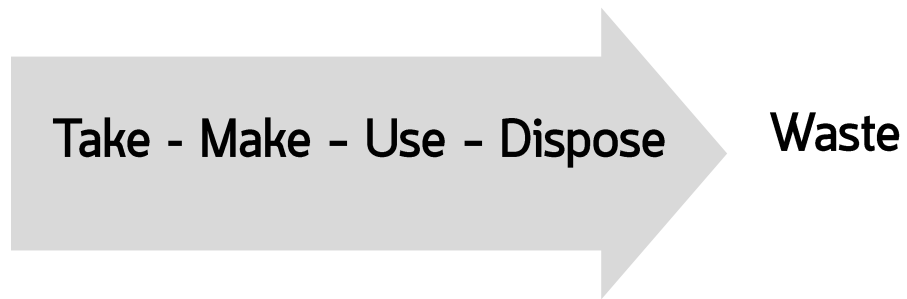 Take - Make – Use – Dispose
Waste